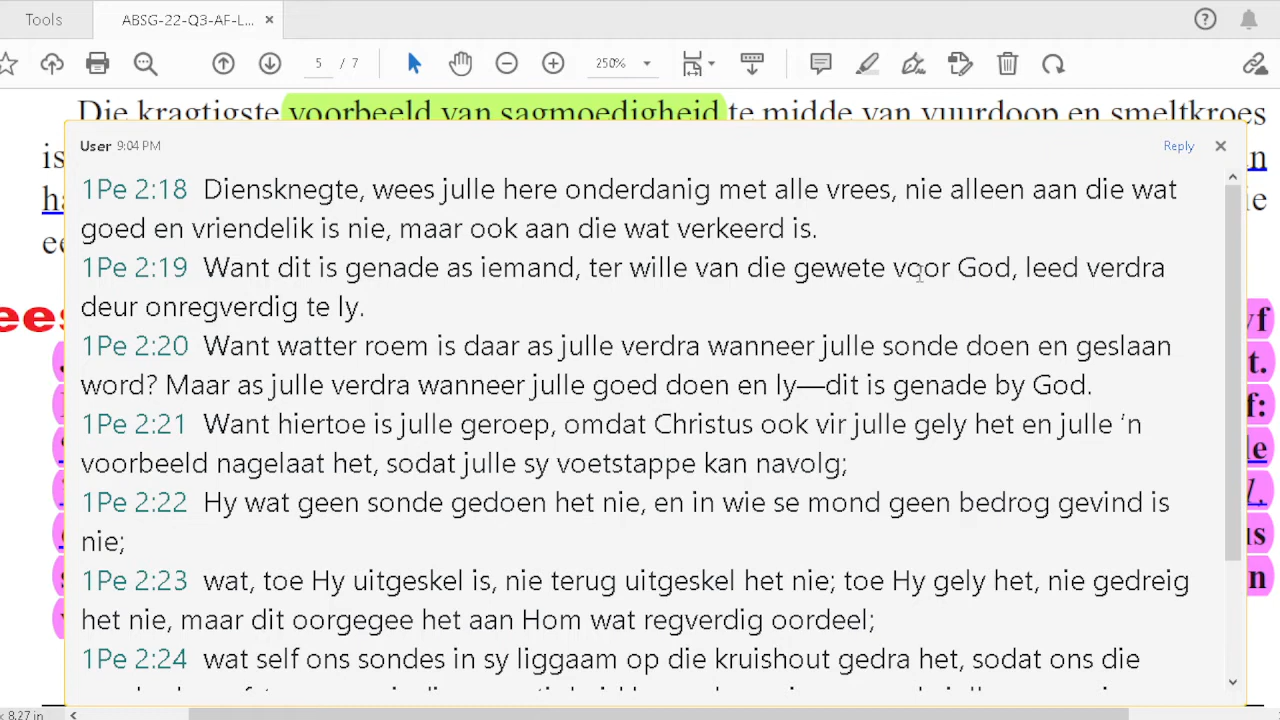 Tools
ABSG-22-Q3-AF-L... ×
5 / 7
250%
Die kragtigste voorbeeld van sagmoedigheid te midde van vuurdoop en smeltkroes
User 9:04 PM
Reply
1Pe 2:18 Diensknegte, wees julle here onderdanig met alle vrees, nie alleen aan die wat
goed en vriendelik is nie, maar ook aan die wat verkeerd is.
1Pe 2:19 Want dit is genade as iemand, ter wille van die gewete voor God, leed verdra
deur onregverdig te ly.
1Pe 2:20 Want watter roem is daar as julle verdra wanneer julle sonde doen en geslaan
word? Maar as julle verdra wanneer julle goed doen en ly—dit is genade by God.
1Pe 2:21 Want hiertoe is julle geroep, omdat Christus ook vir julle gely het en julle ’n
voorbeeld nagelaat het, sodat julle sy voetstappe kan navolg;
1Pe 2:22 Hy wat geen sonde gedoen het nie, en in wie se mond geen bedrog gevind is
nie;
1Pe 2:23 wat, toe Hy uitgeskel is, nie terug uitgeskel het nie; toe Hy gely het, nie gedreig
het nie, maar dit oorgegee het aan Hom wat regverdig oordeel;
1Pe 2:24 wat self ons sondes in sy liggaam op die kruishout gedra het, sodat ons die
x 8,27 in